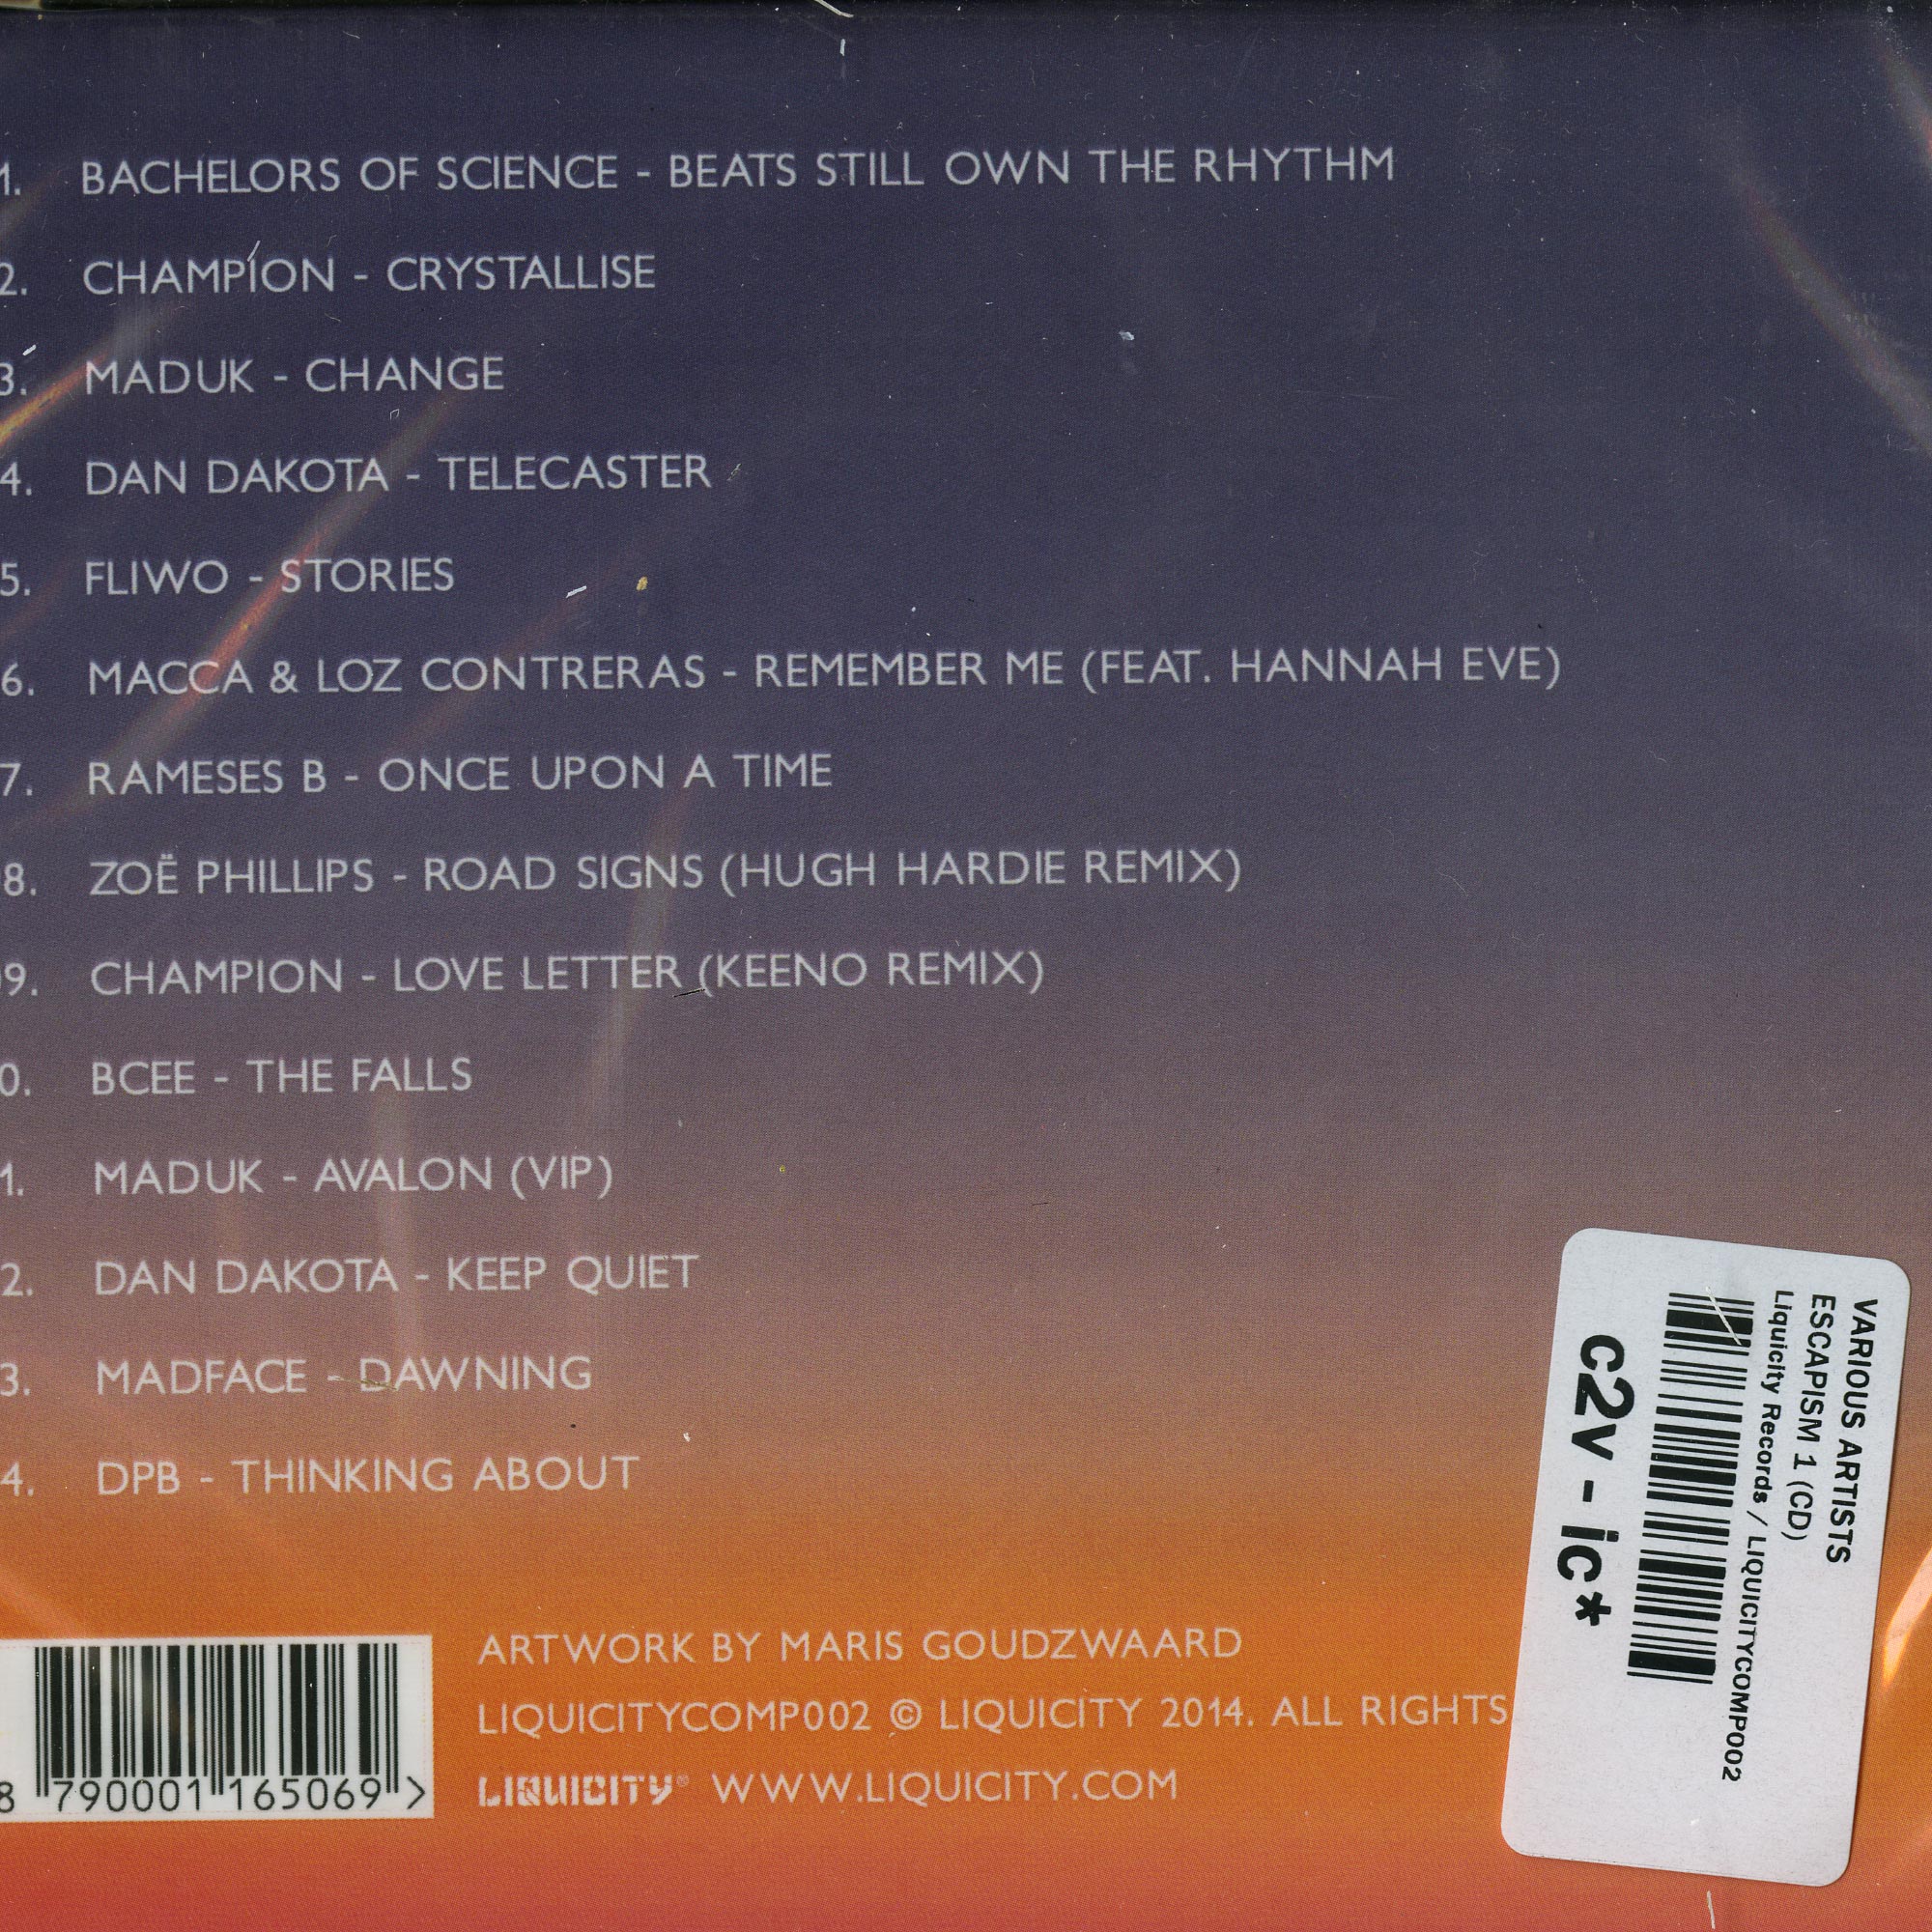 1. BACHELORS OF SCIENCE - BEATS STILL OWN THE RHYTHM
2. CHAMPION - CRYSTALLISE
3. MADUK - CHANGE
4. DAN DAKOTA - TELECASTER
5. FLIWO - STORIES
6. MACCA & LOZ CONTRERAS - REMEMBER ME (FEAT. HANNAH EVE)
7. RAMESES B - ONCE UPON A TIME
8. ZOË PHILLIPS - ROAD SIGNS (HUGH HARDIE REMIX)
9. CHAMPION - LOVE LETTER (KEENO REMIX)
0. BCEE - THE FALLS
1. MADUK - AVALON (VIP)
2. DAN DAKOTA - KEEP QUIET
3. MADFACE - DAWNING
4. DPB - THINKING ABOUT
ARTWORK BY MARIS GOUDZWAARD
LIQUICITYCOMP002 © LIQUICITY 2014. ALL RIGHTS
LIQUICITY® WWW.LIQUICITY.COM
8 790001 165069 >
VARIOUS ARTISTS
ESCAPISM 1 (CD)
Liquicity Records / LIQUICITYCOMP002
c2v - ic*